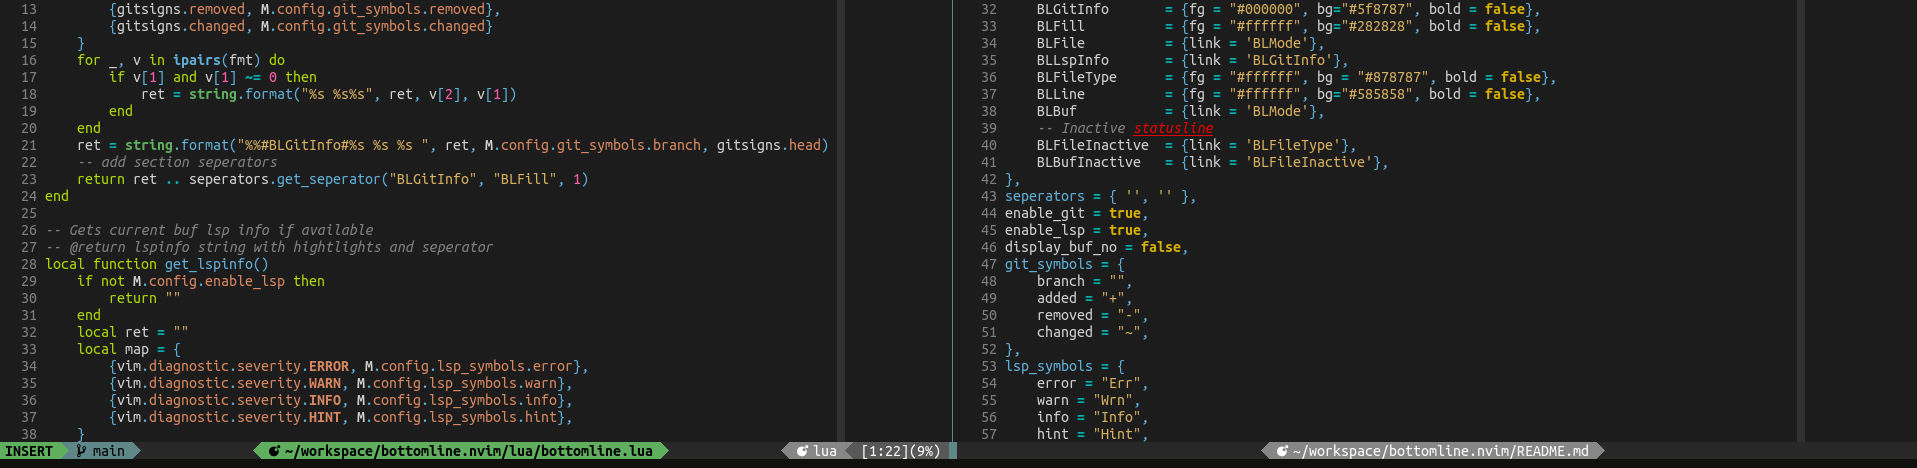 13         {gitsigns.removed, M.config.git_symbols.removed},
14         {gitsigns.changed, M.config.git_symbols.changed}
15     }
16     for _, v in ipairs(fmt) do
17         if v[1] and v[1] ~= 0 then
18             ret = string.format("%s %s%s", ret, v[2], v[1])
19         end
20     end
21     ret = string.format("%%#BLGitInfo#%s %s %s ", ret, M.config.git_symbols.branch, gitsigns.head)
22     -- add section seperators
23     return ret .. seperators.get_seperator("BLGitInfo", "BLFill", 1)
24 end
25
26 -- Gets current buf lsp info if available
27 -- @return lspinfo string with hightlights and seperator
28 local function get_lspinfo()
29     if not M.config.enable_lsp then
30         return ""
31     end
32     local ret = ""
33     local map = {
34         {vim.diagnostic.severity.ERROR, M.config.lsp_symbols.error},
35         {vim.diagnostic.severity.WARN, M.config.lsp_symbols.warn},
36         {vim.diagnostic.severity.INFO, M.config.lsp_symbols.info},
37         {vim.diagnostic.severity.HINT, M.config.lsp_symbols.hint},
38     }
INSERT main ~/workspace/bottomline.nvim/lua/bottomline.lua lua [1:22](9%)
32     BLGitInfo       = {fg = "#000000", bg="#5f8787", bold = false},
33     BLFill          = {fg = "#ffffff", bg="#282828", bold = false},
34     BLFile          = {link = 'BLMode'},
35     BLLspInfo       = {link = 'BLGitInfo'},
36     BLFileType      = {fg = "#ffffff", bg = "#878787", bold = false},
37     BLLine          = {fg = "#ffffff", bg="#585858", bold = false},
38     BLBuf           = {link = 'BLMode'},
39     -- Inactive statusline
40     BLFileInactive  = {link = 'BLFileType'},
41     BLBufInactive   = {link = 'BLFileInactive'},
42 },
43 seperators = { '', '' },
44 enable_git = true,
45 enable_lsp = true,
46 display_buf_no = false,
47 git_symbols = {
48     branch = "",
49     added = "+",
50     removed = "-",
51     changed = "~",
52 },
53 lsp_symbols = {
54     error = "Err",
55     warn = "Wrn",
56     info = "Info",
57     hint = "Hint",
~/workspace/bottomline.nvim/README.md